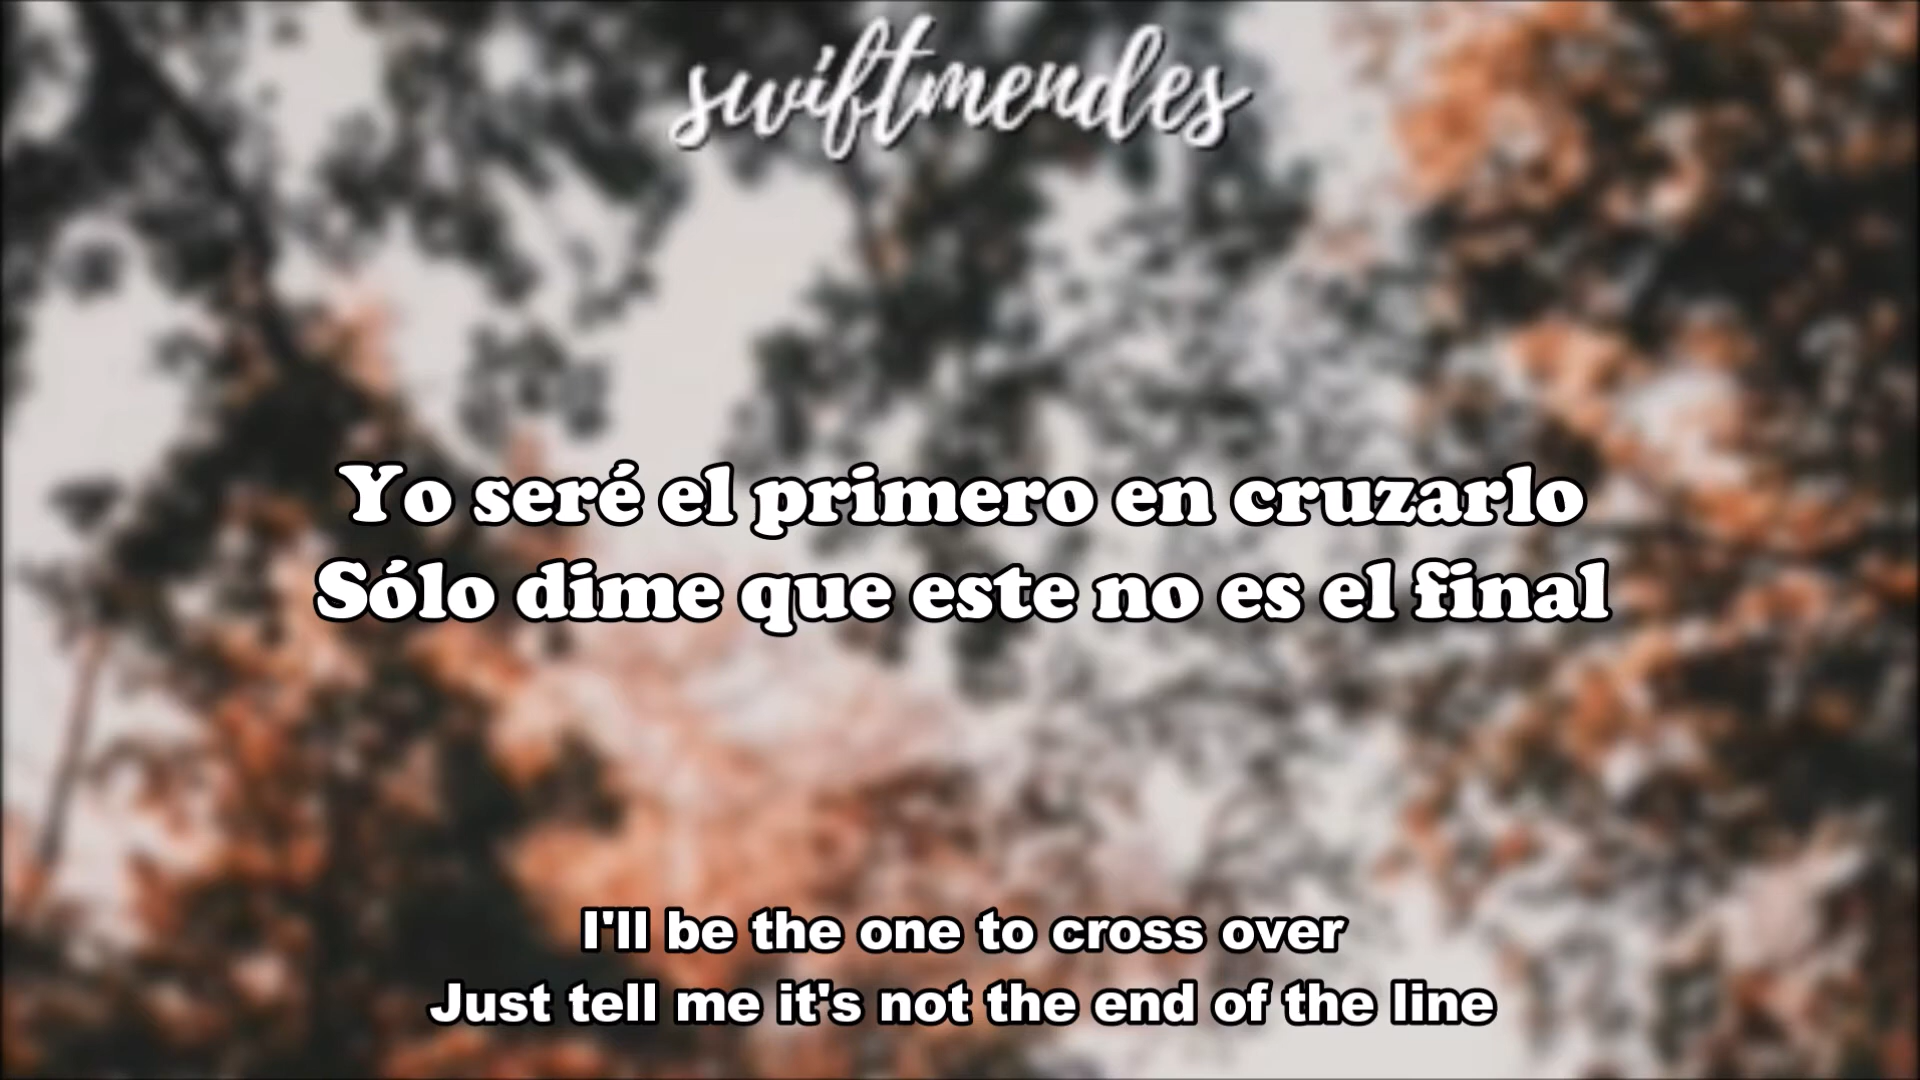 swiftmendes
Yo seré el primero en cruzarlo
Sólo dime que este no es el final
I'll be the one to cross over
Just tell me it's not the end of the line